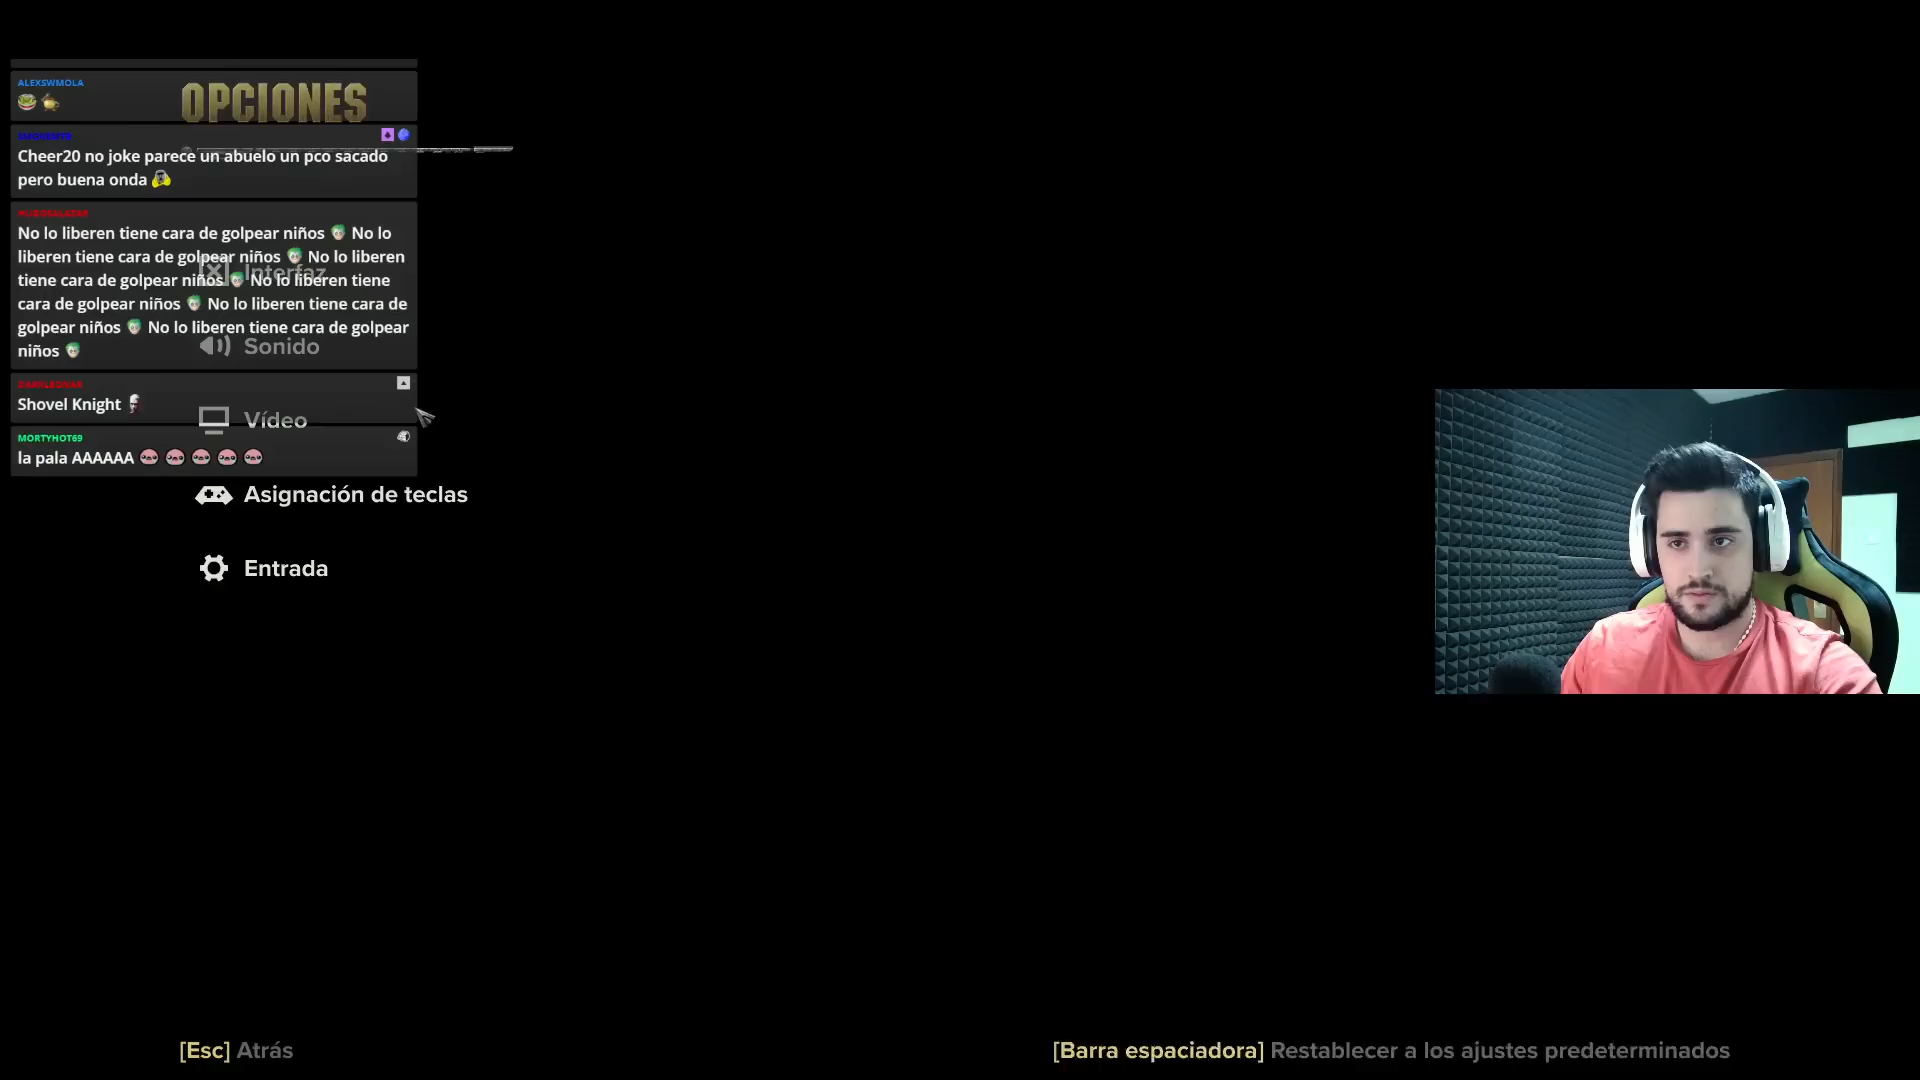 ALEXSWMOLA
OPCIONES
Cheer20 no joke parece un abuelo un pco sacado
pero buena onda
HUGOSALAZAR
No lo liberen tiene cara de golpear niños No lo
liberen tiene cara de golpear niños No lo liberen
tiene cara de golpear niños No lo liberen tiene
cara de golpear niños No lo liberen tiene cara de
golpear niños No lo liberen tiene cara de golpear
niños
Interfaz
Sonido
Shovel Knight
Vídeo
MORTYHOT69
la pala AAAAAA
Asignación de teclas
Entrada
[Esc] Atrás
[Barra espaciadora] Restablecer a los ajustes predeterminados